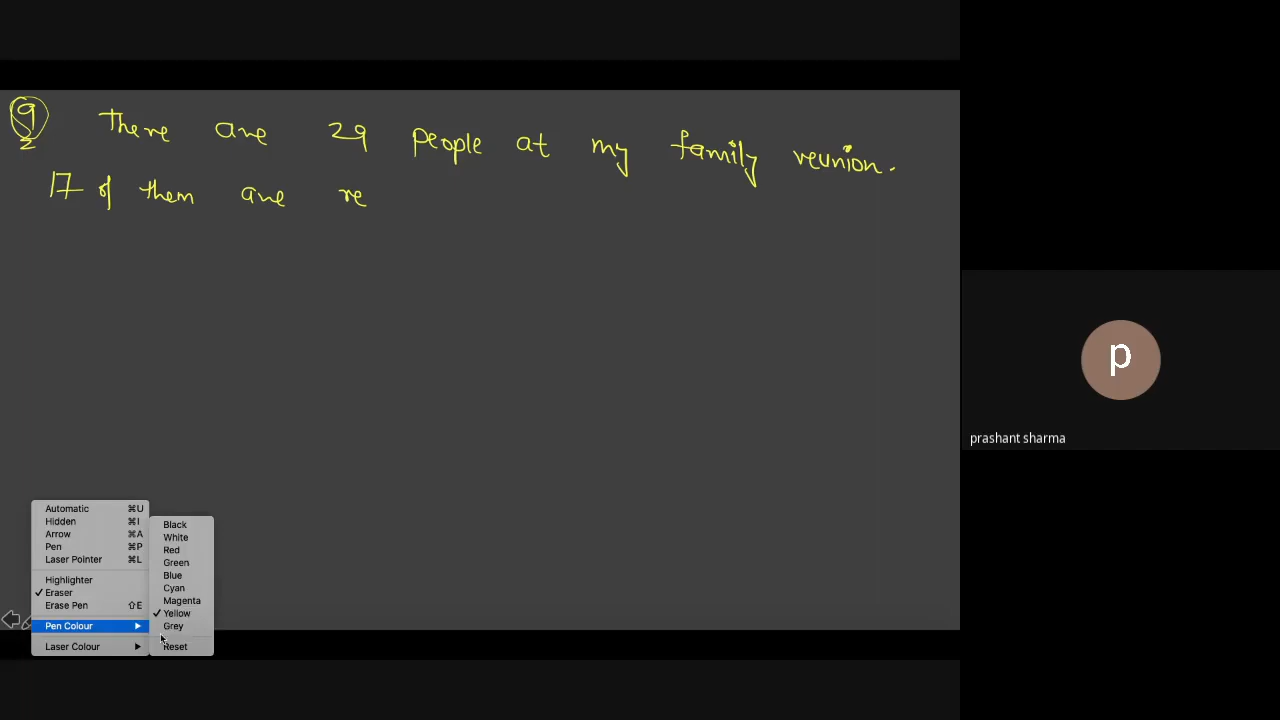 9 There are 29 people at my family reunion.
17 of them are re
p
prashant sharma
Automatic ⌘U
Hidden ⌘I
Arrow ⌘A
Pen ⌘P
Laser Pointer ⌘L
Highlighter
✓ Eraser
Erase Pen ⇧E
Pen Colour ▶
Laser Colour ▶
Black
White
Red
Green
Blue
Cyan
Magenta
✓ Yellow
Grey
Reset